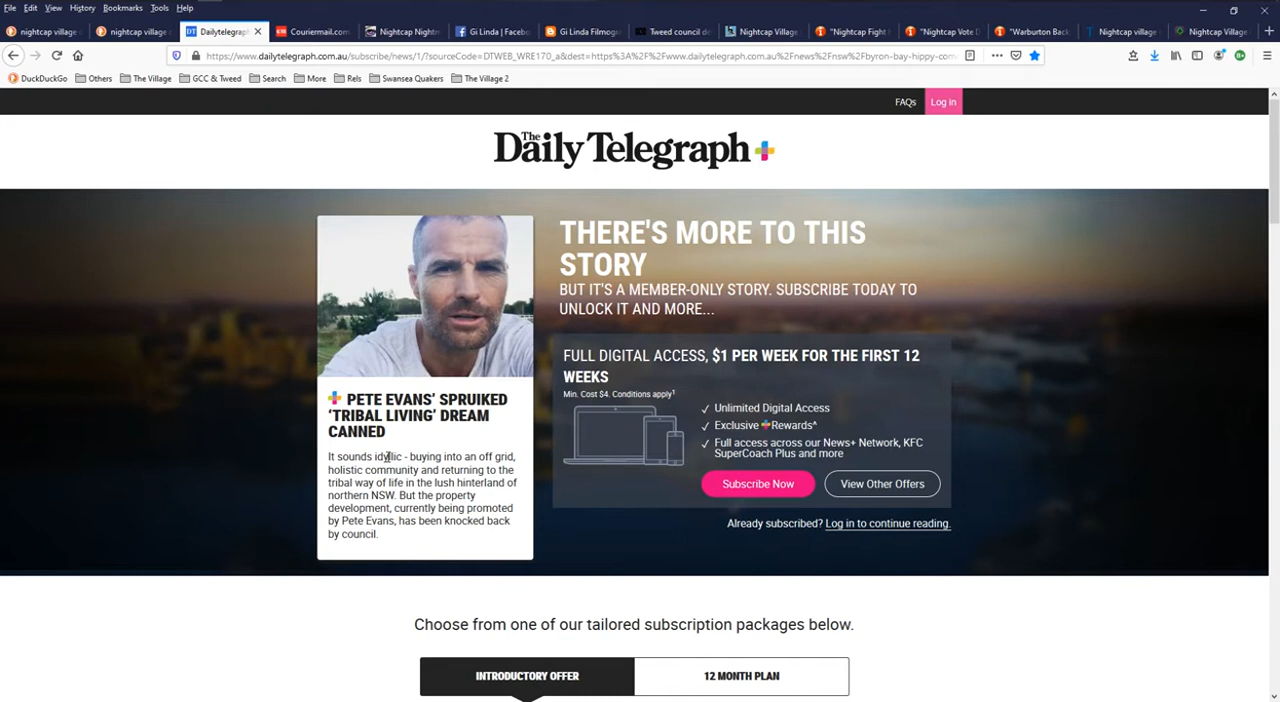 File Edit View History Bookmarks Tools Help
nightcap village nightcap village Dailytelegraph Couriermail.com Nightcap Nightm Gi Linda | Facebo Gi Linda Filmogr Tweed council de Nightcap Village "Nightcap Fight "Nightcap Vote D "Warburton Back Nightcap village Nightcap Village
https://www.dailytelegraph.com.au/subscribe/news/1/?sourceCode=DTWEB_WRE170_a&dest=https%3A%2F%2Fwww.dailytelegraph.com.au%2Fnews%2Fnsw%2Fbyron-bay-hippy-com
DuckDuckGo Others The Village GCC & Tweed Search More Rels Swansea Quakers The Village 2
FAQs Log in
The Daily Telegraph
THERE'S MORE TO THIS
STORY
BUT IT'S A MEMBER-ONLY STORY. SUBSCRIBE TODAY TO
UNLOCK IT AND MORE...
FULL DIGITAL ACCESS, $1 PER WEEK FOR THE FIRST 12
WEEKS
Min. Cost $4. Conditions apply¹
✓ Unlimited Digital Access
✓ Exclusive +Rewards^
✓ Full access across our News+ Network, KFC
SuperCoach Plus and more
Subscribe Now View Other Offers
Already subscribed? Log in to continue reading.
PETE EVANS' SPRUIKED
'TRIBAL LIVING' DREAM
CANNED
It sounds idyllic - buying into an off grid,
holistic community and returning to the
tribal way of life in the lush hinterland of
northern NSW. But the property
development, currently being promoted
by Pete Evans, has been knocked back
by council.
Choose from one of our tailored subscription packages below.
INTRODUCTORY OFFER 12 MONTH PLAN